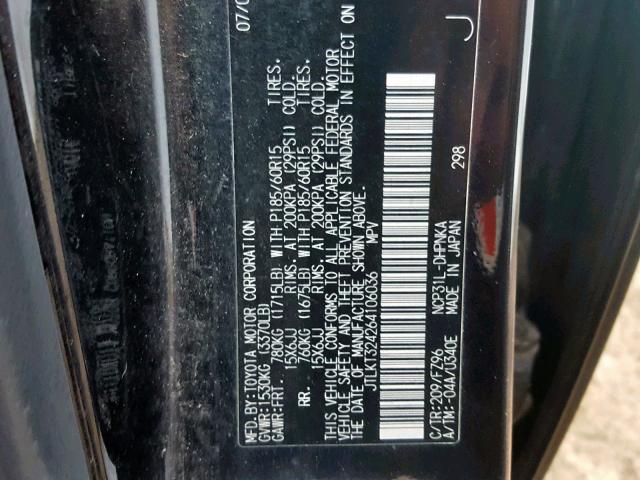 MFD.BY:TOYOTA MOTOR CORPORATION 07/0
GVWR:1530KG (3370LB)
GAWR:FR1. 780KG (1715LB) WITH P185/60R15 TIRES.
15X6JJ RIMS, AT 200KPA (29PSI) COLD.
RR. 760KG (1675LB) WITH P185/60R15 TIRES.
15X6JJ RIMS, AT 200KPA (29PSI) COLD.
THIS VEHICLE CONFORMS TO ALL APPLICABLE FEDERAL MOTOR
VEHICLE SAFETY AND THEFT PREVENTION STANDARDS IN EFFECT ON
THE DATE OF MANUFACTURE SHOWN ABOVE.
JTLKT324264106036 MPV
J
C/TR:209/FZ96 NCP31L-DHPNKA 298
A/TM:-04A/U340E MADE IN JAPAN